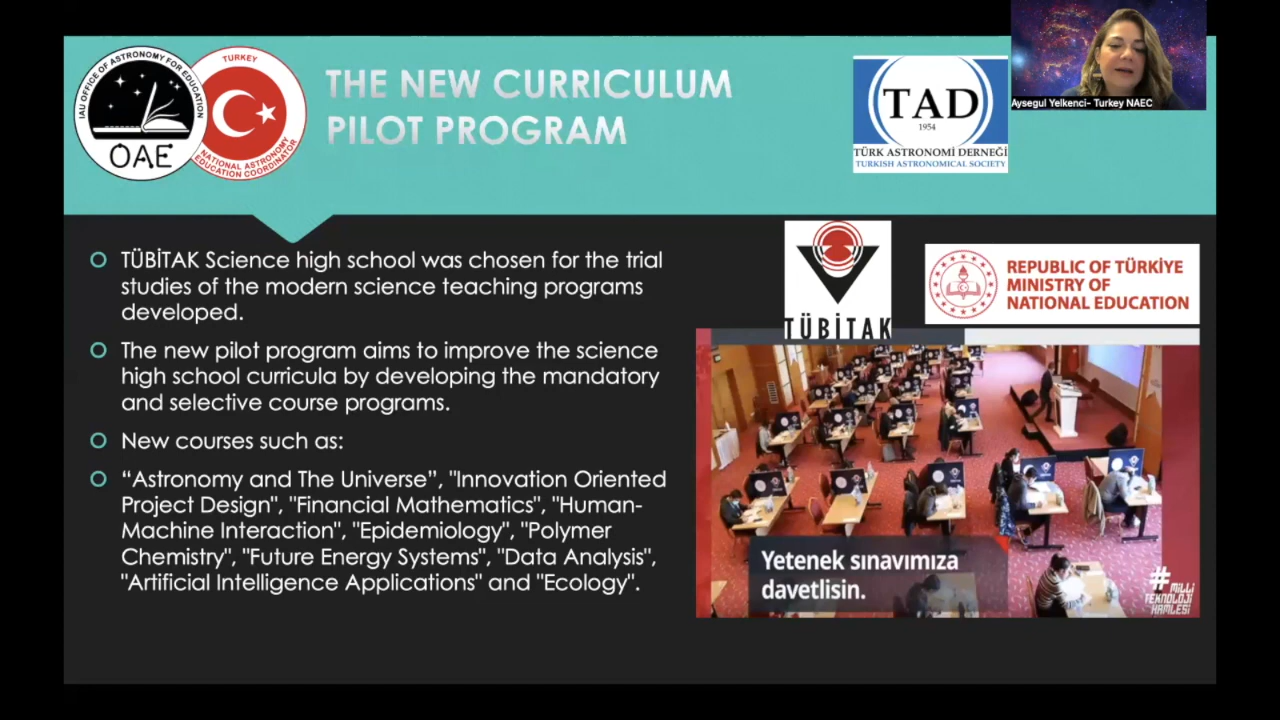 IAU OFFICE OF ASTRONOMY FOR EDUCATION
OAE
TURKEY
NATIONAL ASTRONOMY EDUCATION COORDINATOR
THE NEW CURRICULUM
PILOT PROGRAM
TAD
1954
TÜRK ASTRONOMİ DERNEĞİ
TURKISH ASTRONOMICAL SOCIETY
Aysegul Yelkenci- Turkey NAEC
TÜBİTAK Science high school was chosen for the trial
studies of the modern science teaching programs
developed.
The new pilot program aims to improve the science
high school curricula by developing the mandatory
and selective course programs.
New courses such as:
“Astronomy and The Universe”, "Innovation Oriented
Project Design", "Financial Mathematics", "Human-
Machine Interaction", "Epidemiology", "Polymer
Chemistry", "Future Energy Systems", "Data Analysis",
"Artificial Intelligence Applications" and "Ecology".
TÜBİTAK
REPUBLIC OF TÜRKİYE
MINISTRY OF
NATIONAL EDUCATION
Yetenek sınavımıza
davetlisin.
#MİLLİ
TEKNOLOJİ
HAMLESİ